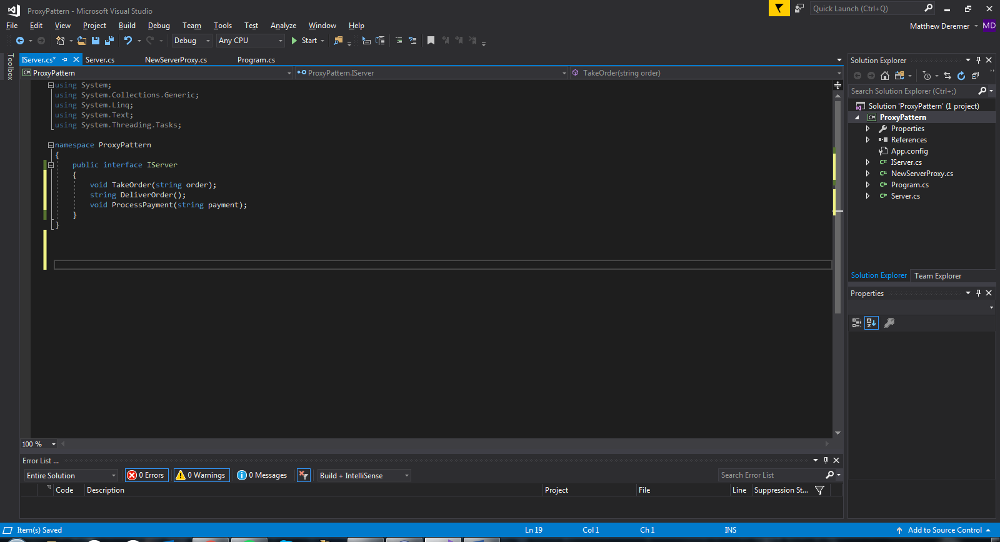 ProxyPattern - Microsoft Visual Studio
Quick Launch (Ctrl+Q)
File Edit View Project Build Debug Team Tools Test Analyze Window Help
Matthew Deremer MD
Debug Any CPU Start
Toolbox
IServer.cs* Server.cs NewServerProxy.cs Program.cs
C# ProxyPattern ProxyPattern.IServer TakeOrder(string order)
using System;
using System.Collections.Generic;
using System.Linq;
using System.Text;
using System.Threading.Tasks;
namespace ProxyPattern
{
public interface IServer
{
void TakeOrder(string order);
string DeliverOrder();
void ProcessPayment(string payment);
}
}
100 %
Solution Explorer
Search Solution Explorer (Ctrl+;)
Solution 'ProxyPattern' (1 project)
C# ProxyPattern
Properties
References
App.config
C# IServer.cs
C# NewServerProxy.cs
C# Program.cs
C# Server.cs
Solution Explorer Team Explorer
Properties
Error List ...
Entire Solution 0 Errors 0 Warnings 0 Messages Build + IntelliSense Search Error List
Code Description Project File Line Suppression St...
Item(s) Saved Ln 19 Col 1 Ch 1 INS Add to Source Control